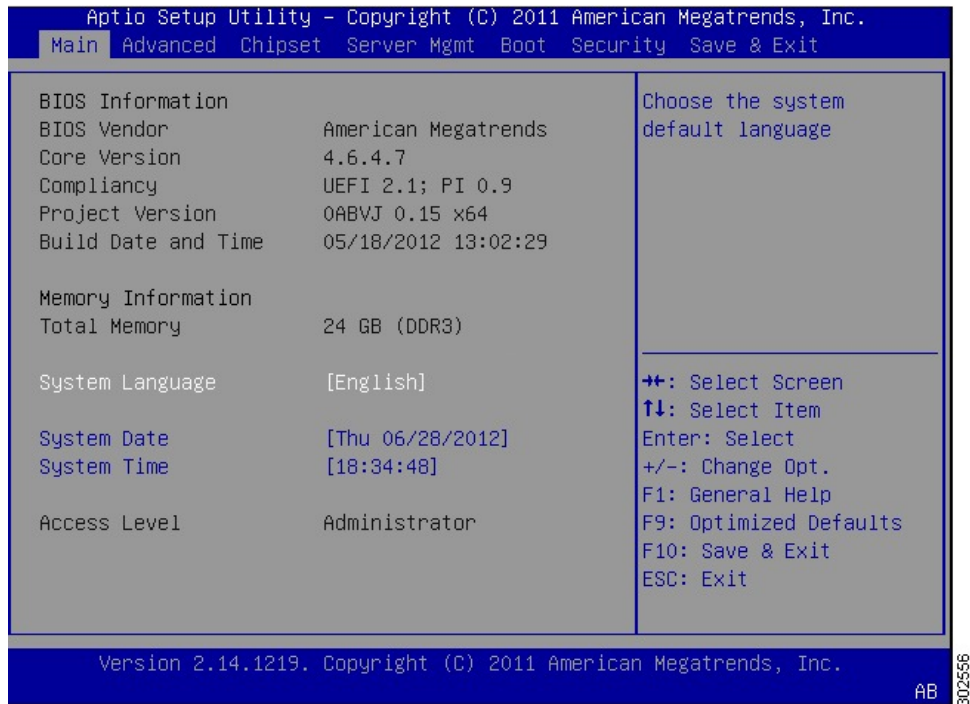 Aptio Setup Utility – Copyright (C) 2011 American Megatrends, Inc.
Main Advanced Chipset Server Mgmt Boot Security Save & Exit
BIOS Information
BIOS Vendor American Megatrends
Core Version 4.6.4.7
Compliancy UEFI 2.1; PI 0.9
Project Version 0ABVJ 0.15 x64
Build Date and Time 05/18/2012 13:02:29
Memory Information
Total Memory 24 GB (DDR3)
System Language [English]
System Date [Thu 06/28/2012]
System Time [18:34:48]
Access Level Administrator
Choose the system
default language
→←: Select Screen
↑↓: Select Item
Enter: Select
+/-: Change Opt.
F1: General Help
F9: Optimized Defaults
F10: Save & Exit
ESC: Exit
Version 2.14.1219. Copyright (C) 2011 American Megatrends, Inc.
AB
302556